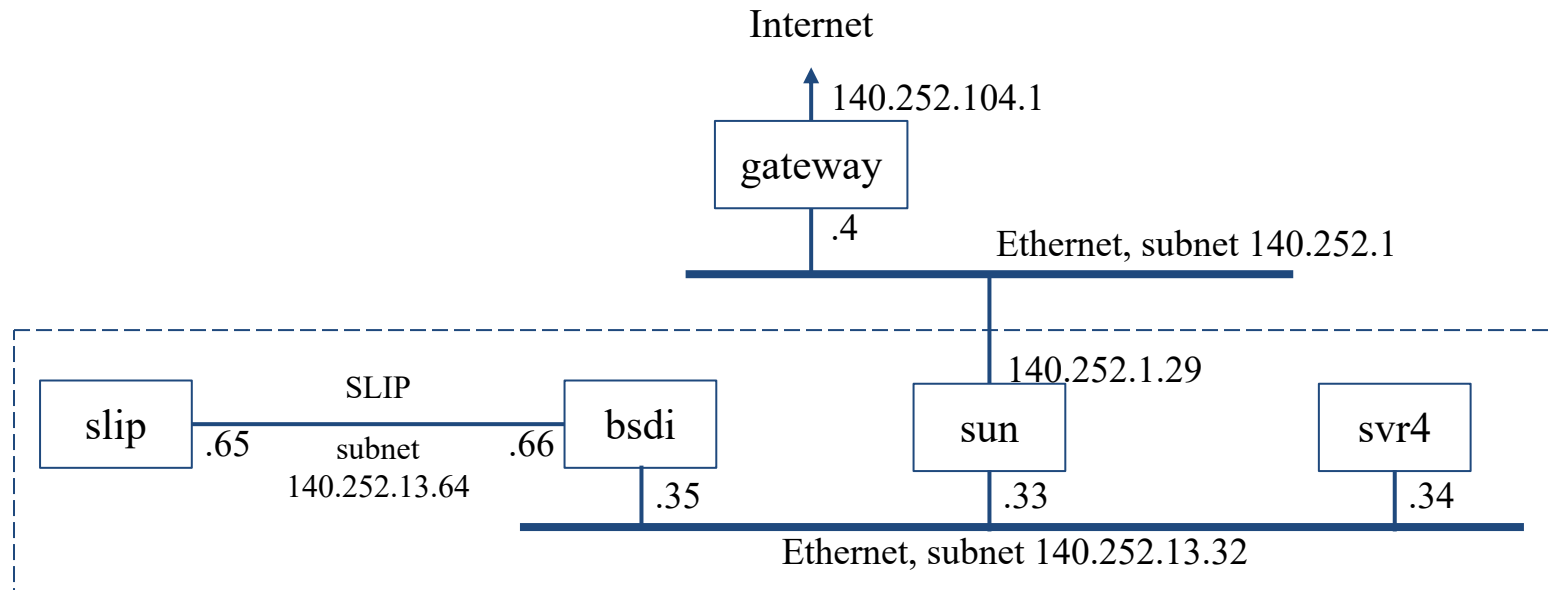 Internet
140.252.104.1
gateway
.4
Ethernet, subnet 140.252.1
140.252.1.29
slip
SLIP
.65
subnet
140.252.13.64
.66
bsdi
sun
svr4
.35
.33
.34
Ethernet, subnet 140.252.13.32